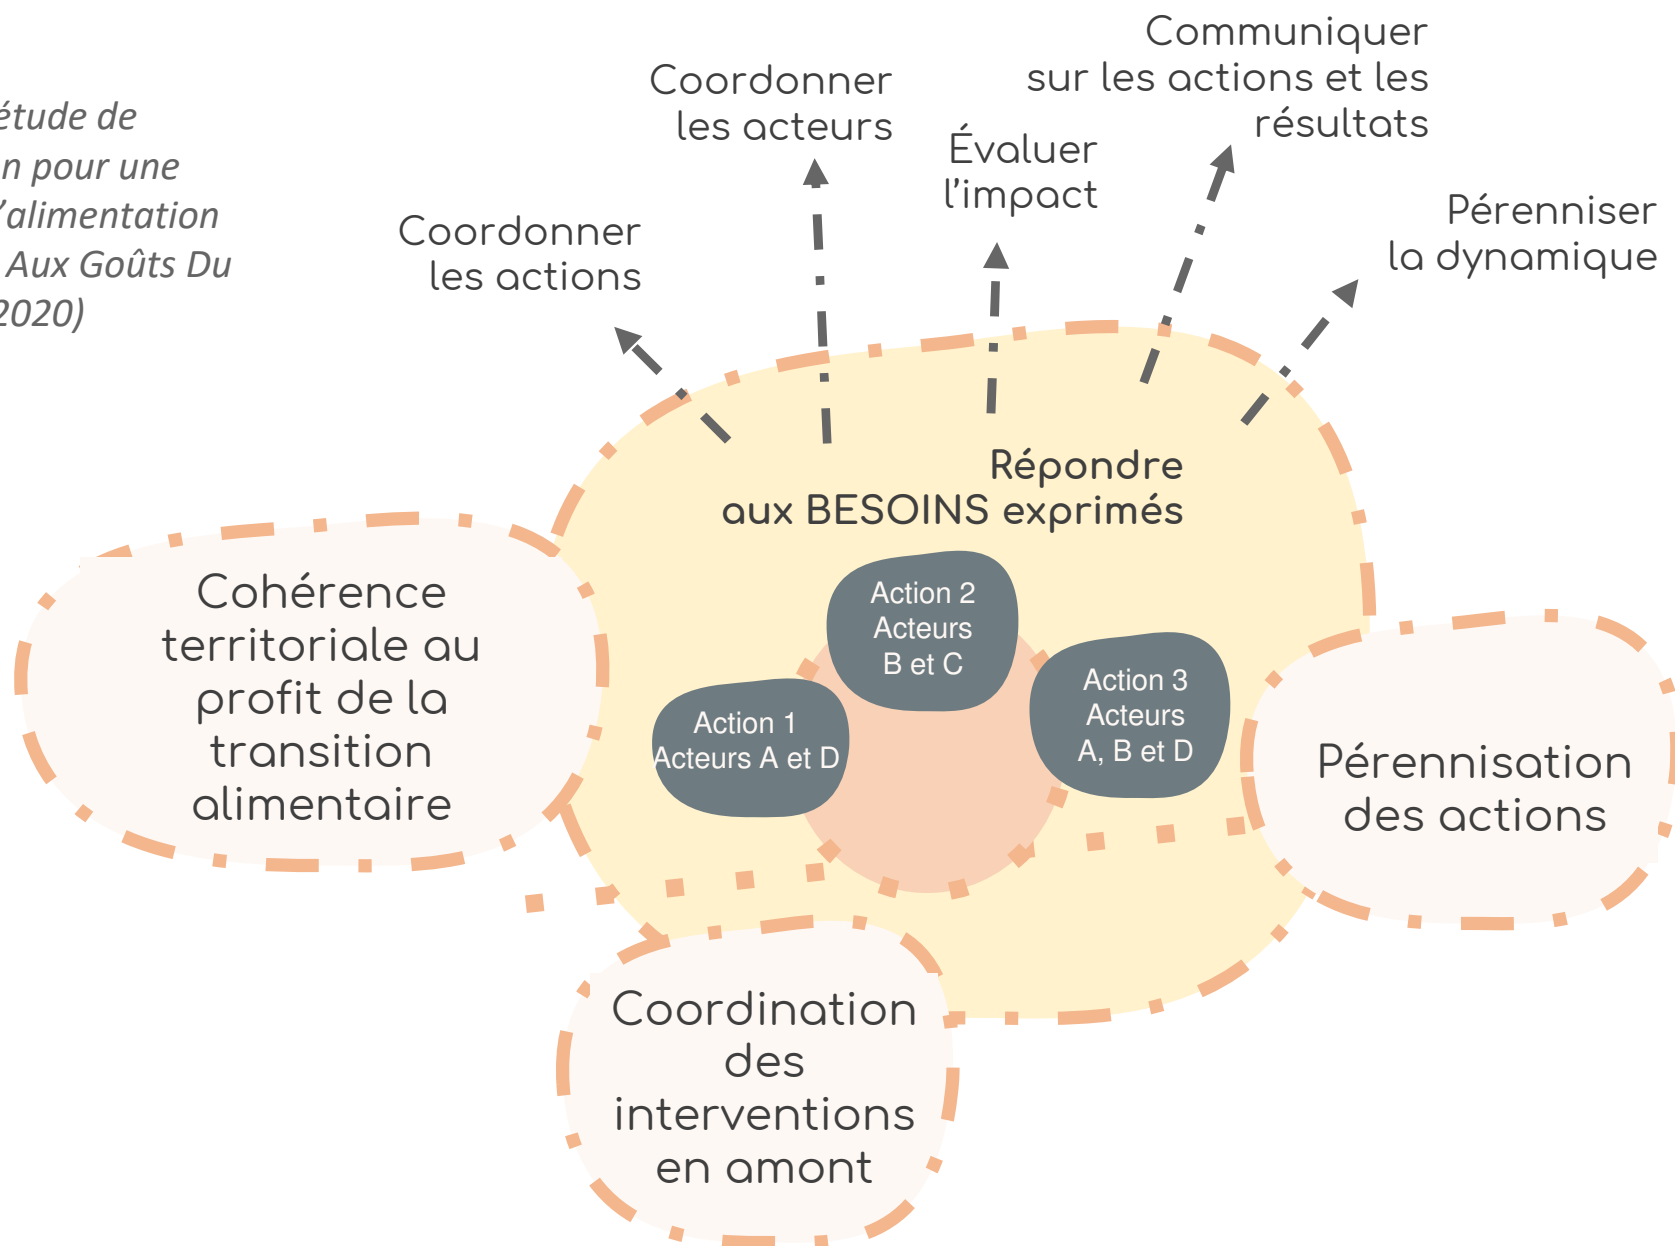 étude de
n pour une
'alimentation
Aux Goûts Du
2020)
Communiquer
sur les actions et les
résultats
Coordonner
les acteurs
Évaluer
l'impact
Pérenniser
la dynamique
Coordonner
les actions
Répondre
aux BESOINS exprimés
Cohérence
territoriale au
profit de la
transition
alimentaire
Action 2
Acteurs
B et C
Action 1
Acteurs A et D
Action 3
Acteurs
A, B et D
Pérennisation
des actions
Coordination
des
interventions
en amont